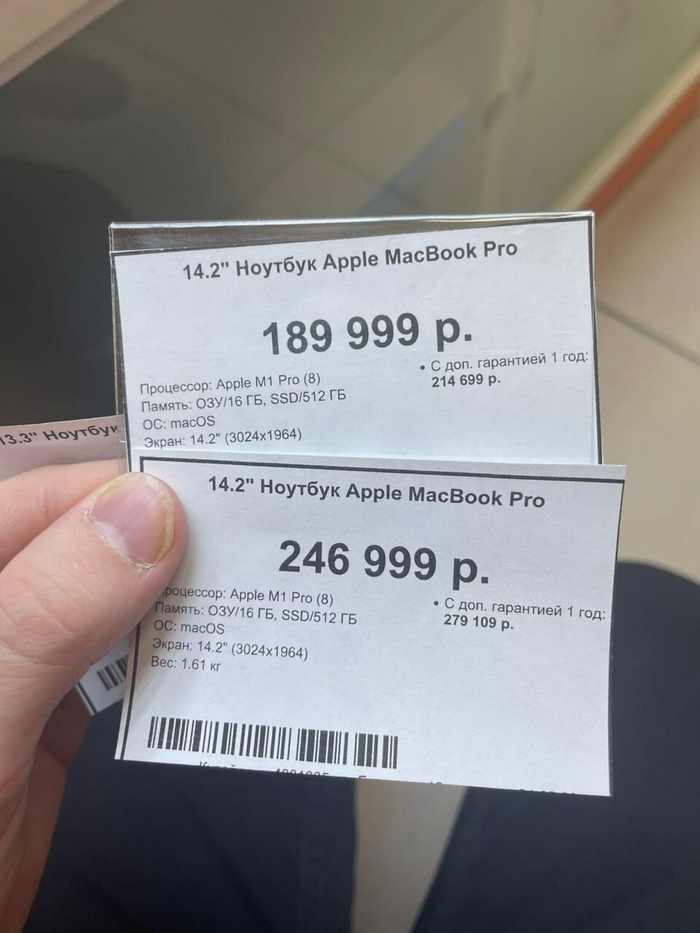 14.2" Ноутбук Apple MacBook Pro
189 999 р.
• С доп. гарантией 1 год:
214 699 р.
Процессор: Apple M1 Pro (8)
Память: ОЗУ/16 ГБ, SSD/512 ГБ
ОС: macOS
Экран: 14.2" (3024x1964)
13.3" Ноутбук
14.2" Ноутбук Apple MacBook Pro
246 999 р.
• С доп. гарантией 1 год:
279 109 р.
роцессор: Apple M1 Pro (8)
Память: ОЗУ/16 ГБ, SSD/512 ГБ
ОС: macOS
Экран: 14.2" (3024x1964)
Вес: 1.61 кг